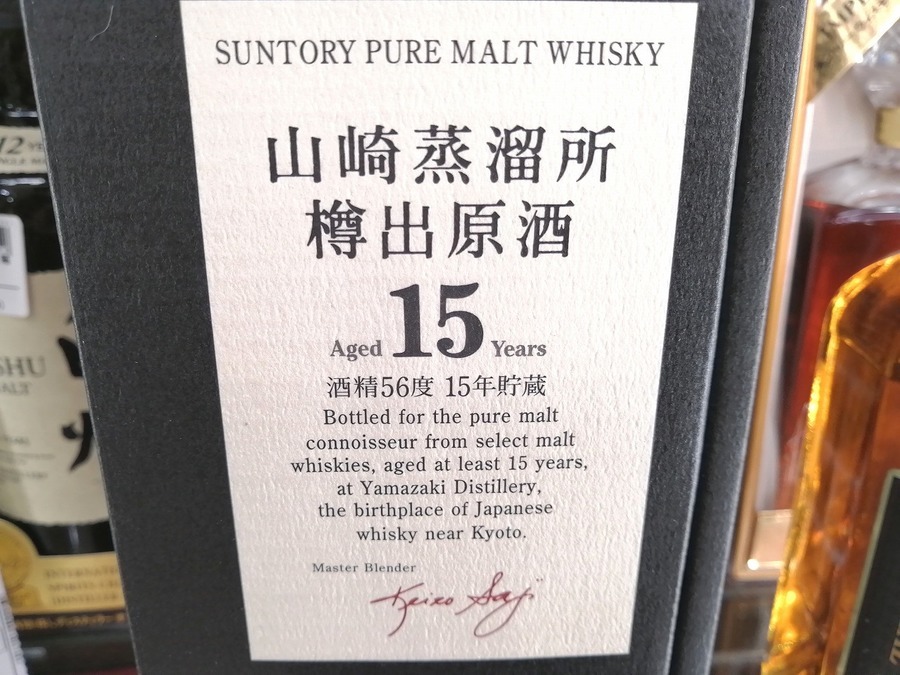 SUNTORY PURE MALT WHISKY
山崎蒸溜所
樽出原酒
Aged 15 Years
酒精56度 15年貯蔵
Bottled for the pure malt
connoisseur from select malt
whiskies, aged at least 15 years,
at Yamazaki Distillery,
the birthplace of Japanese
whisky near Kyoto.
Master Blender
Keizo Saji
12